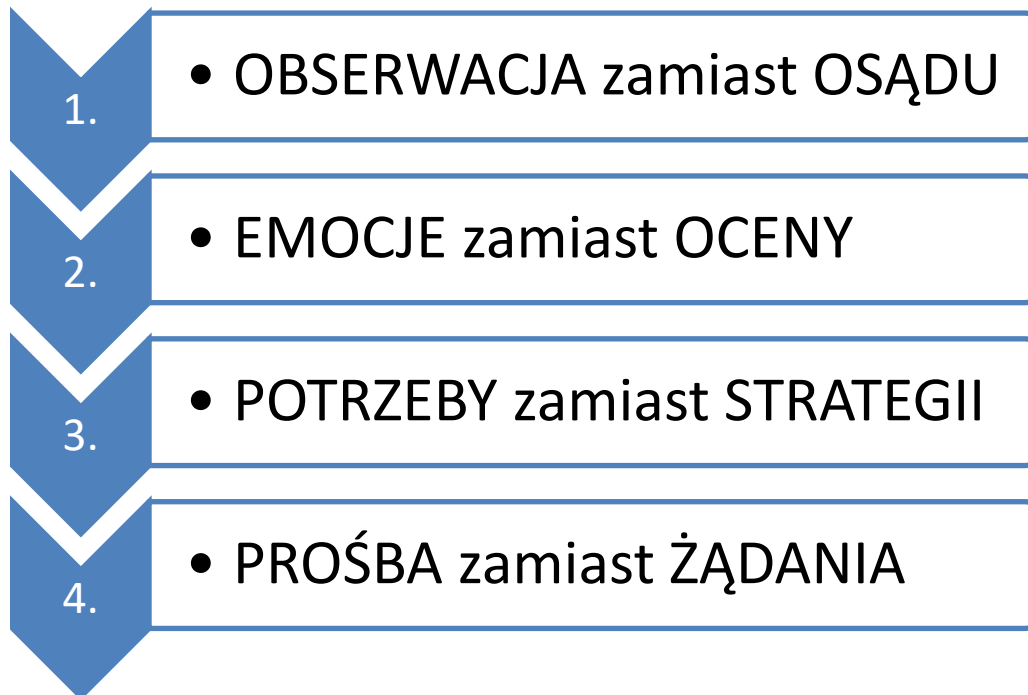 1. • OBSERWACJA zamiast OSĄDU
2. • EMOCJE zamiast OCENY
3. • POTRZEBY zamiast STRATEGII
4. • PROŚBA zamiast ŻĄDANIA